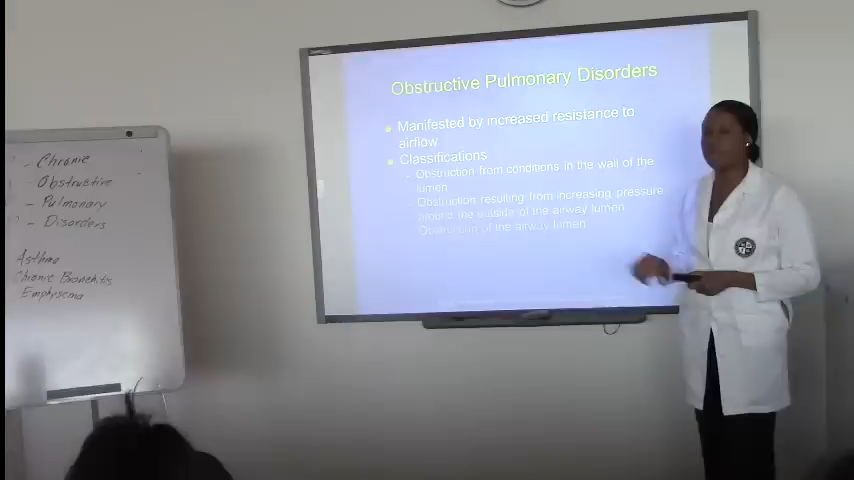 - Chronic
- Obstructive
- Pulmonary
- Disorders
Asthma
Chronic Bronchitis
Emphysema
Obstructive Pulmonary Disorders
Manifested by increased resistance to
airflow
Classifications
- Obstruction from conditions in the wall of the
lumen
- Obstruction resulting from increasing pressure
around the outside of the airway lumen
- Obstruction of the airway lumen